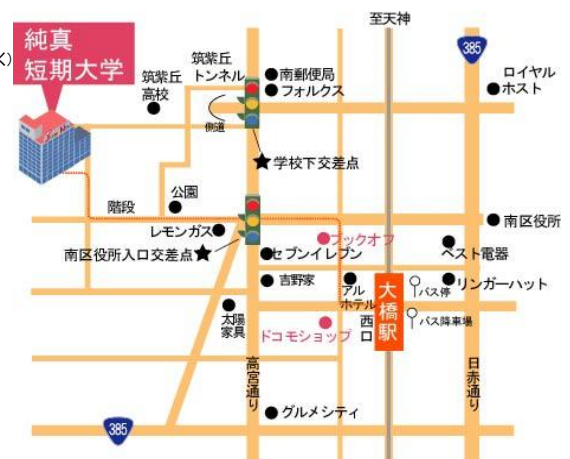 至天神
純真
短期大学
く)
筑紫丘
トンネル
南郵便局
フォルクス
385
ロイヤル
ホスト
筑紫丘
高校
側道
学校下交差点
公園
階段
レモンガス
南区役所
南区役所入口交差点
ブックオフ
セブンイレブン
ベスト電器
吉野家
アル
ホテル
大橋駅
西口
バス停
リンガーハット
太陽
家具
ドコモショップ
バス降車場
高宮通り
日赤通り
グルメシティ
385